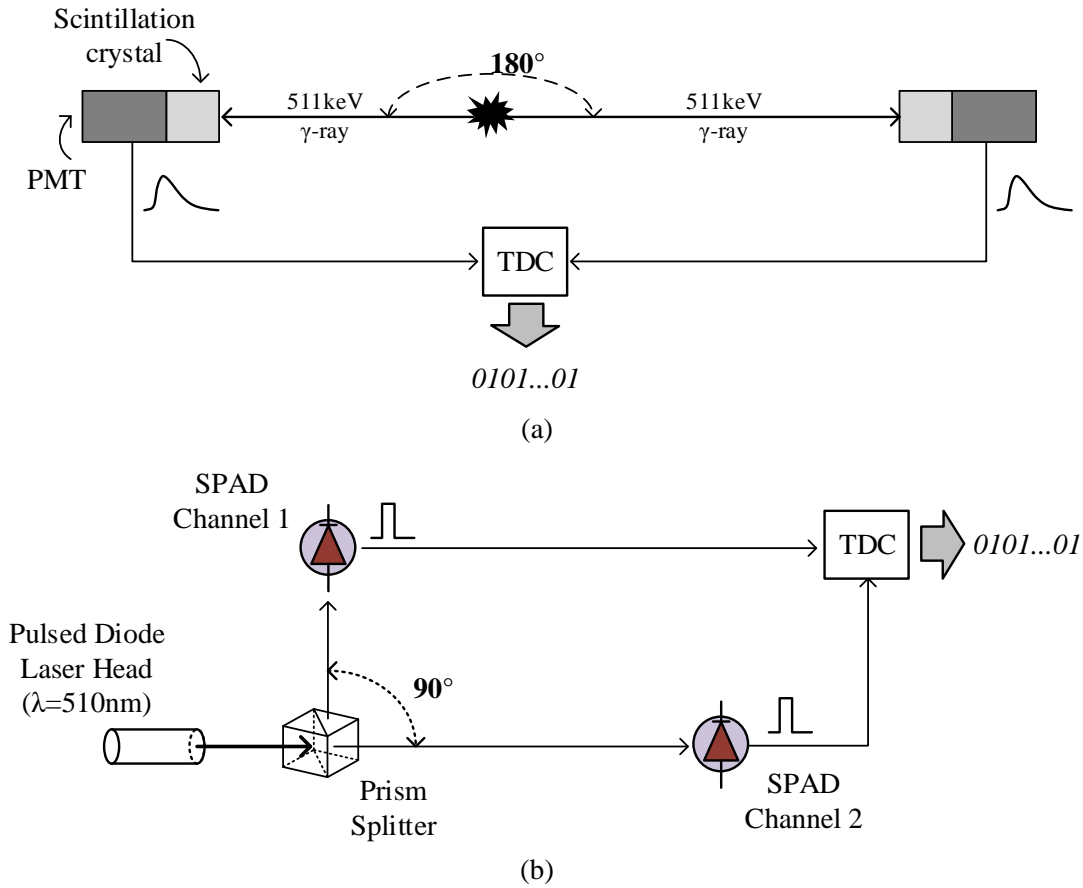 Scintillation
crystal
180°
511keV
γ-ray
511keV
γ-ray
PMT
TDC
0101...01
(a)
SPAD
Channel 1
TDC
0101...01
Pulsed Diode
Laser Head
(λ=510nm)
90°
Prism
Splitter
SPAD
Channel 2
(b)